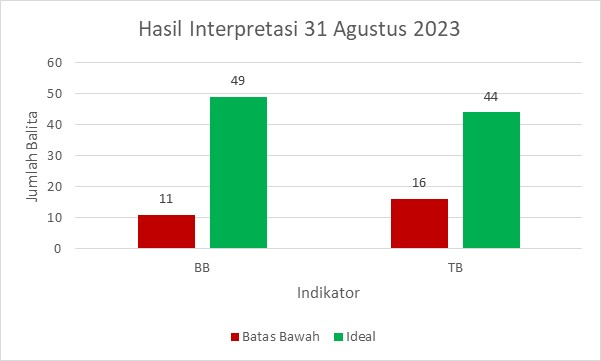 Hasil Interpretasi 31 Agustus 2023
Jumlah Balita
60
50
40
30
20
10
0
11
49
16
44
BB
TB
Indikator
Batas Bawah
Ideal